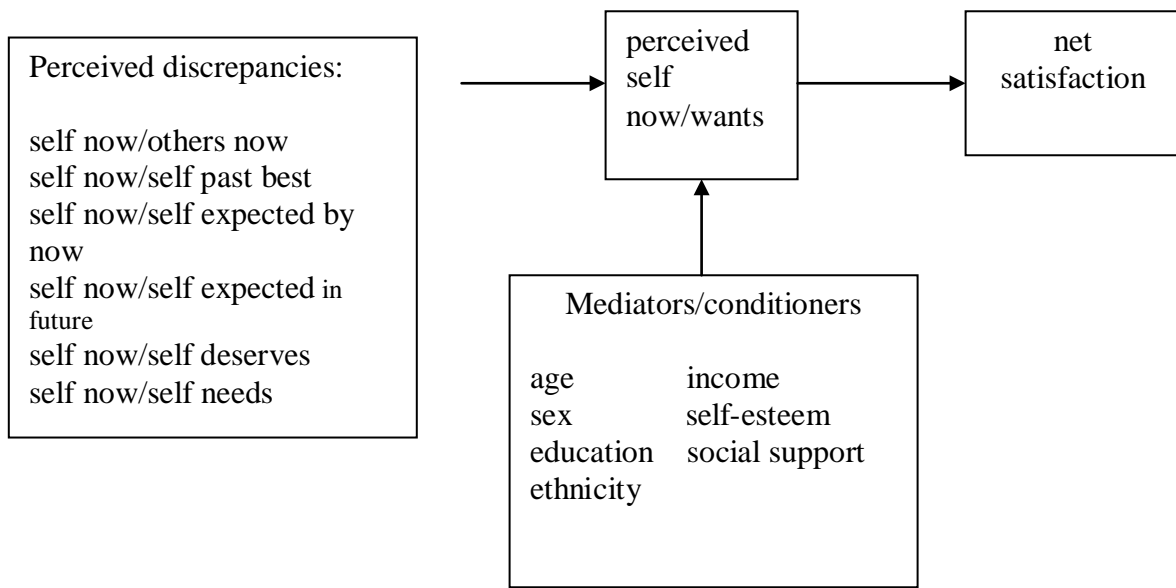 Perceived discrepancies:
self now/others now
self now/self past best
self now/self expected by
now
self now/self expected in
future
self now/self deserves
self now/self needs
perceived
self
now/wants
net
satisfaction
Mediators/conditioners
age income
sex self-esteem
education social support
ethnicity